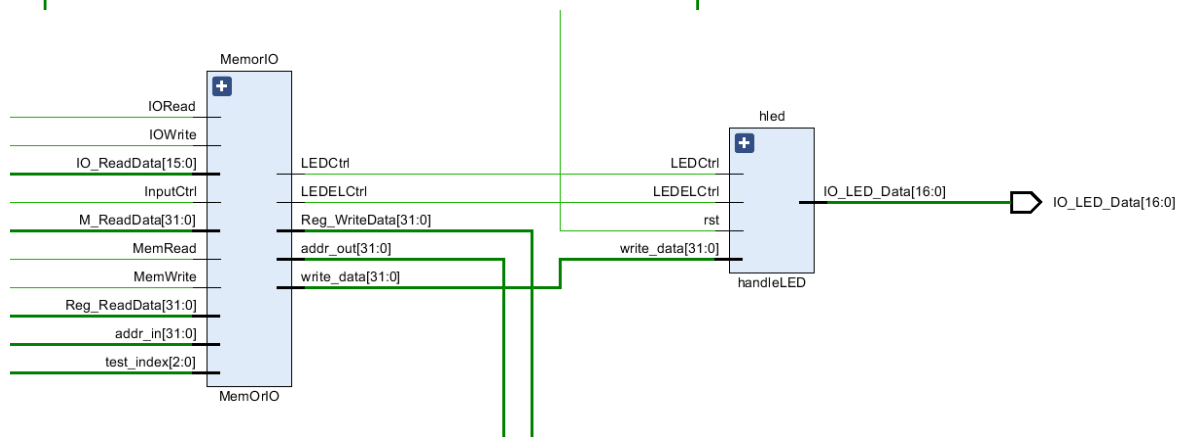 MemorIO
IORead
IOWrite
IO_ReadData[15:0]
InputCtrl
M_ReadData[31:0]
MemRead
MemWrite
Reg_ReadData[31:0]
addr_in[31:0]
test_index[2:0]
LEDCtrl
LEDELCtrl
Reg_WriteData[31:0]
addr_out[31:0]
write_data[31:0]
MemOrIO
hled
LEDCtrl
LEDELCtrl
rst
write_data[31:0]
IO_LED_Data[16:0]
handleLED
IO_LED_Data[16:0]